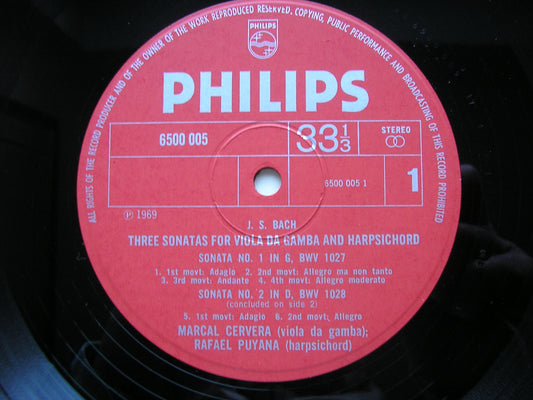 ALL RIGHTS OF THE RECORD PRODUCER AND OF THE OWNER OF THE WORK REPRODUCED RESERVED, COPYING, PUBLIC PERFORMANCE AND BROADCASTING OF THIS RECORD PROHIBITED
PHILIPS
PHILIPS
6500 005
33⅓
STEREO
6500 005 1
1
Ⓟ 1969
J. S. BACH
THREE SONATAS FOR VIOLA DA GAMBA AND HARPSICHORD
SONATA NO. 1 IN G, BWV 1027
1. 1st movt: Adagio 2. 2nd movt: Allegro ma non tanto
3. 3rd movt: Andante 4. 4th movt: Allegro moderato
SONATA NO. 2 IN D, BWV 1028
(concluded on side 2)
5. 1st movt: Adagio 6. 2nd movt: Allegro
MARCAL CERVERA (viola da gamba);
RAFAEL PUYANA (harpsichord)